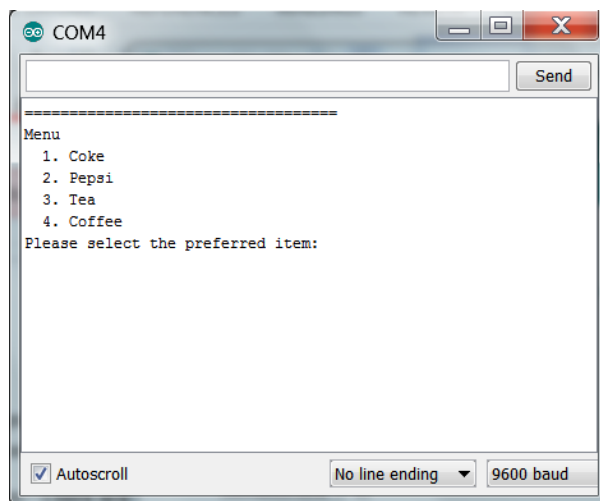 COM4
Send
===================================
Menu
  1. Coke
  2. Pepsi
  3. Tea
  4. Coffee
Please select the preferred item:
Autoscroll
No line ending
9600 baud